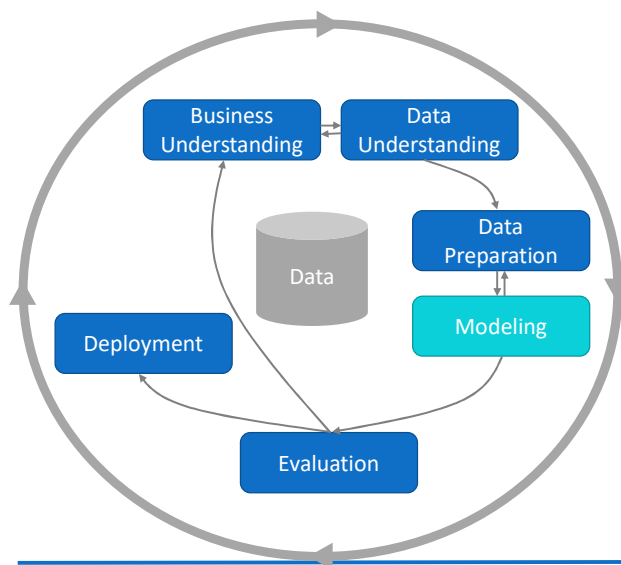 Business
Understanding
Data
Understanding
Data
Preparation
Data
Modeling
Deployment
Evaluation